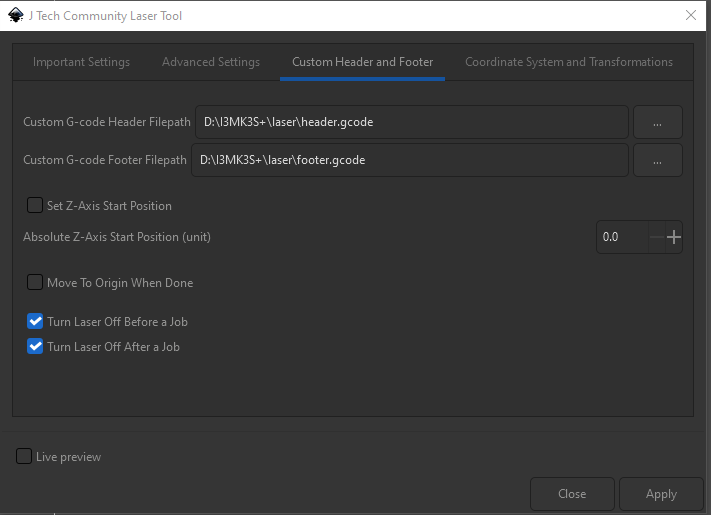 J Tech Community Laser Tool
Important Settings Advanced Settings Custom Header and Footer Coordinate System and Transformations
Custom G-code Header Filepath D:\I3MK3S+\laser\header.gcode ...
Custom G-code Footer Filepath D:\I3MK3S+\laser\footer.gcode ...
Set Z-Axis Start Position
Absolute Z-Axis Start Position (unit) 0.0
Move To Origin When Done
Turn Laser Off Before a Job
Turn Laser Off After a Job
Live preview
Close Apply